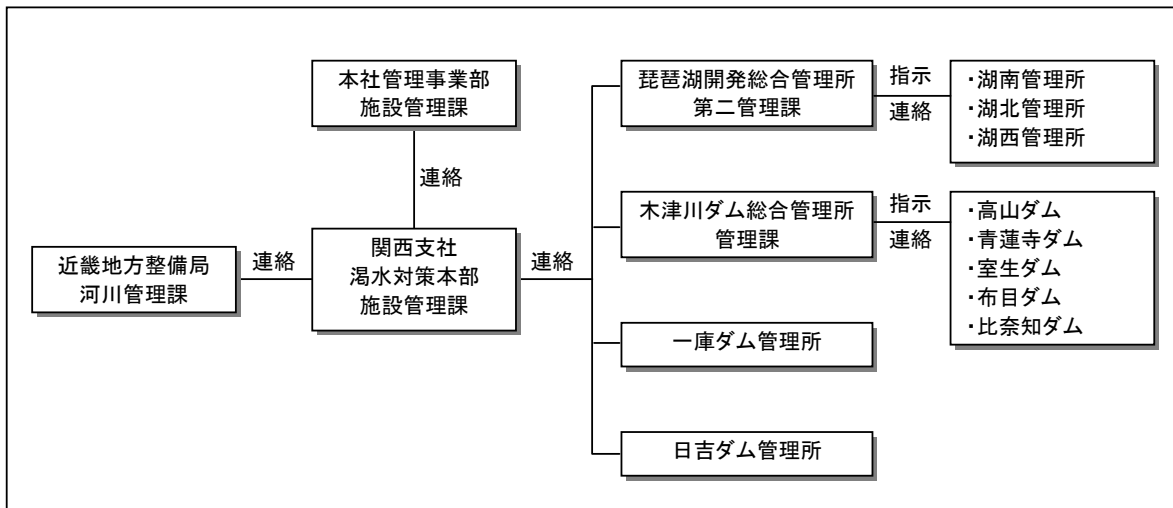 本社管理事業部
施設管理課
連絡
近畿地方整備局
河川管理課
連絡
関西支社
渇水対策本部
施設管理課
連絡
琵琶湖開発総合管理所
第二管理課
指示
連絡
・湖南管理所
・湖北管理所
・湖西管理所
木津川ダム総合管理所
管理課
指示
連絡
・高山ダム
・青蓮寺ダム
・室生ダム
・布目ダム
・比奈知ダム
一庫ダム管理所
日吉ダム管理所